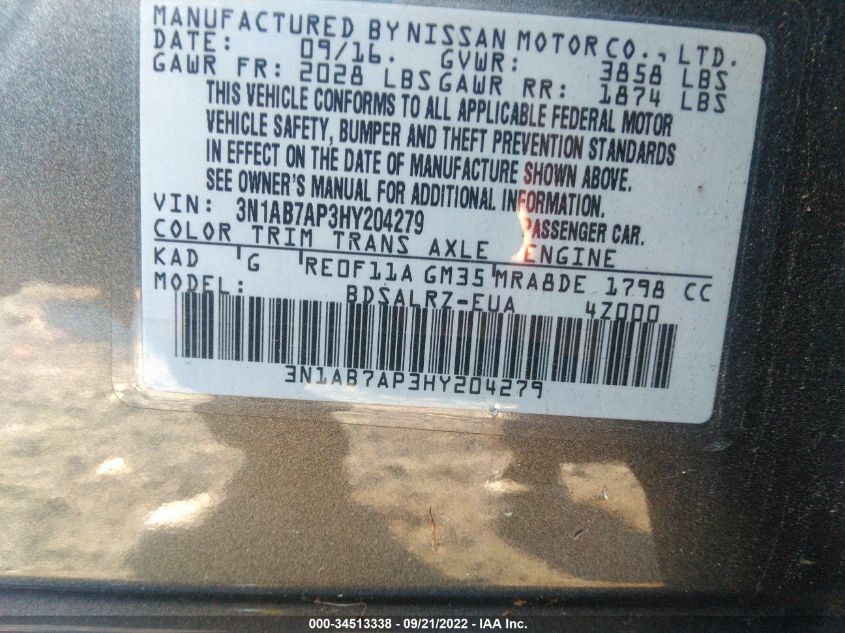 MANUFACTURED BY NISSAN MOTOR CO., LTD.
DATE: 09/16. GVWR: 3858 LBS
GAWR FR: 2028 LBS GAWR RR: 1874 LBS
THIS VEHICLE CONFORMS TO ALL APPLICABLE FEDERAL MOTOR
VEHICLE SAFETY, BUMPER AND THEFT PREVENTION STANDARDS
IN EFFECT ON THE DATE OF MANUFACTURE SHOWN ABOVE.
SEE OWNER'S MANUAL FOR ADDITIONAL INFORMATION.
VIN: 3N1AB7AP3HY204279 PASSENGER CAR.
COLOR TRIM TRANS AXLE ENGINE
KAD G RE0F11A GM35 MRA8DE 1798 CC
MODEL: BDSALRZ-EUA 4Z000
3N1AB7AP3HY204279
000-34513338 - 09/21/2022 - IAAI.com